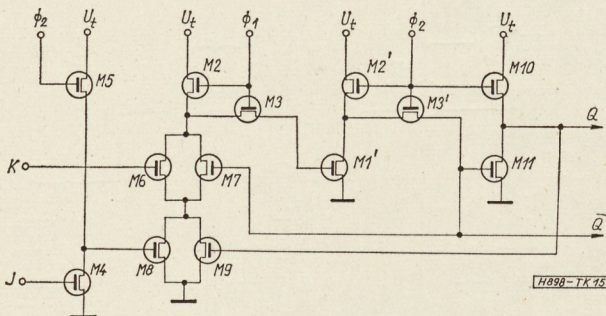 ϕ₂ Uₜ Uₜ ϕ₁ Uₜ ϕ₂ Uₜ
M5 M2 M3 M2' M3' M10
K M6 M7 M1' M11 Q
Q̄
J M4 M8 M9
H898-TK15